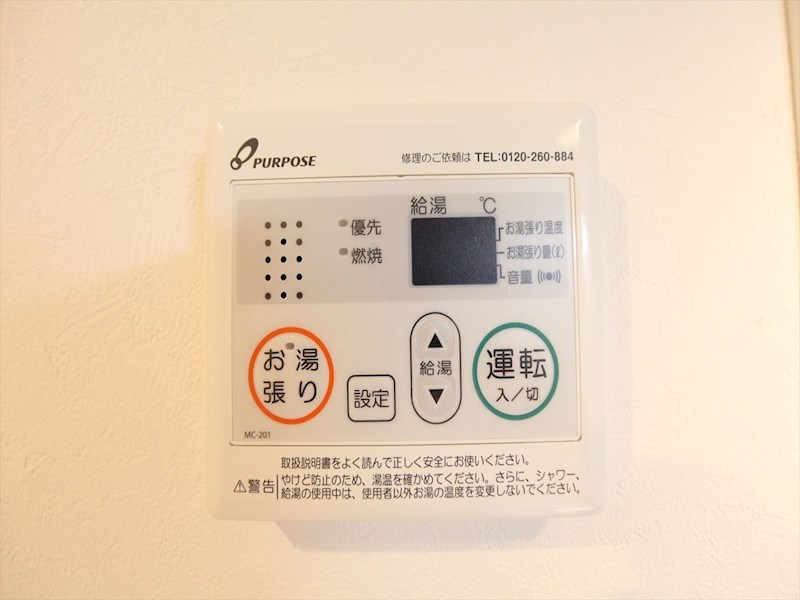 PURPOSE
修理のご依頼は TEL:0120-260-884
給湯 ℃
優先
燃焼
お湯張り温度
お湯張り量(ℓ)
音量
お湯
張り
設定
▲
給湯
▼
運転
入/切
MC-201
取扱説明書をよく読んで正しく安全にお使いください。
⚠警告
やけど防止のため、湯温を確かめてください。さらに、シャワー、
給湯の使用中は、使用者以外お湯の温度を変更しないでください。